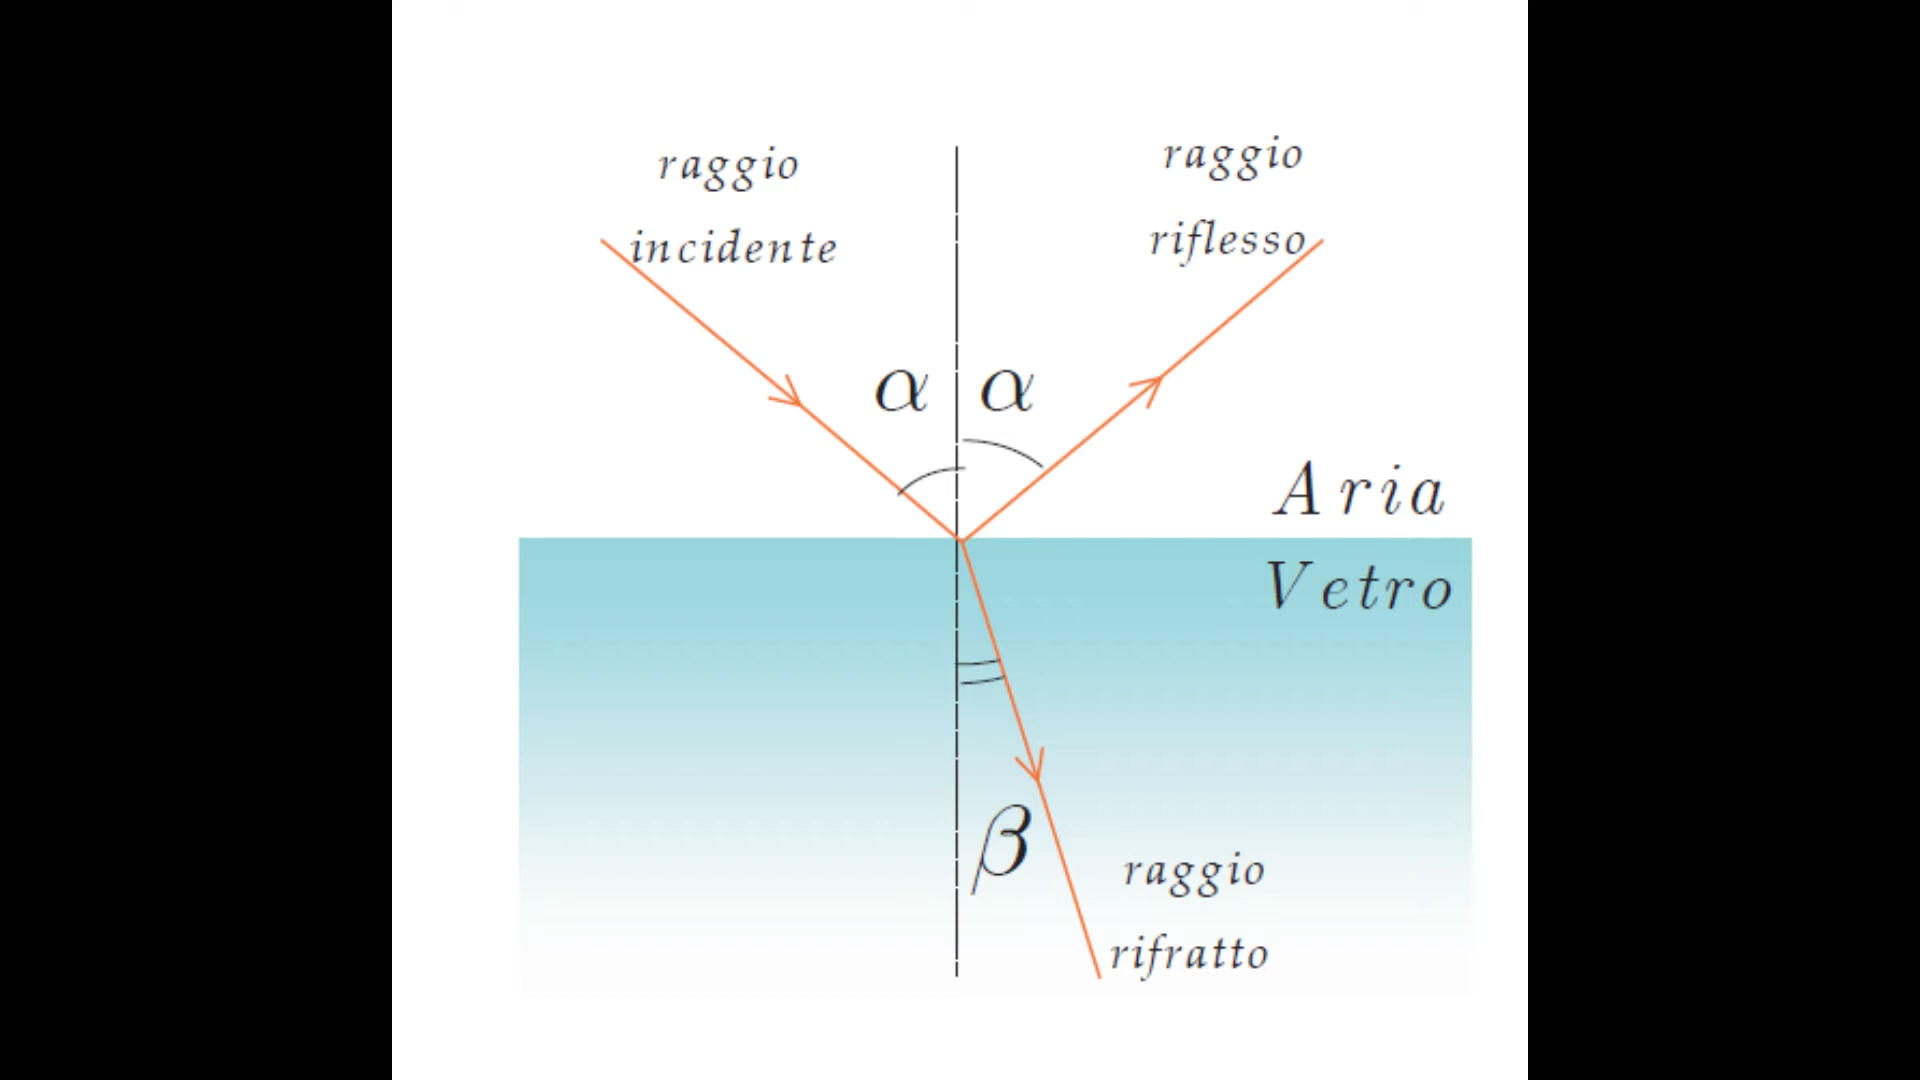 raggio
incidente
raggio
riflesso
α
α
Aria
Vetro
β
raggio
rifratto